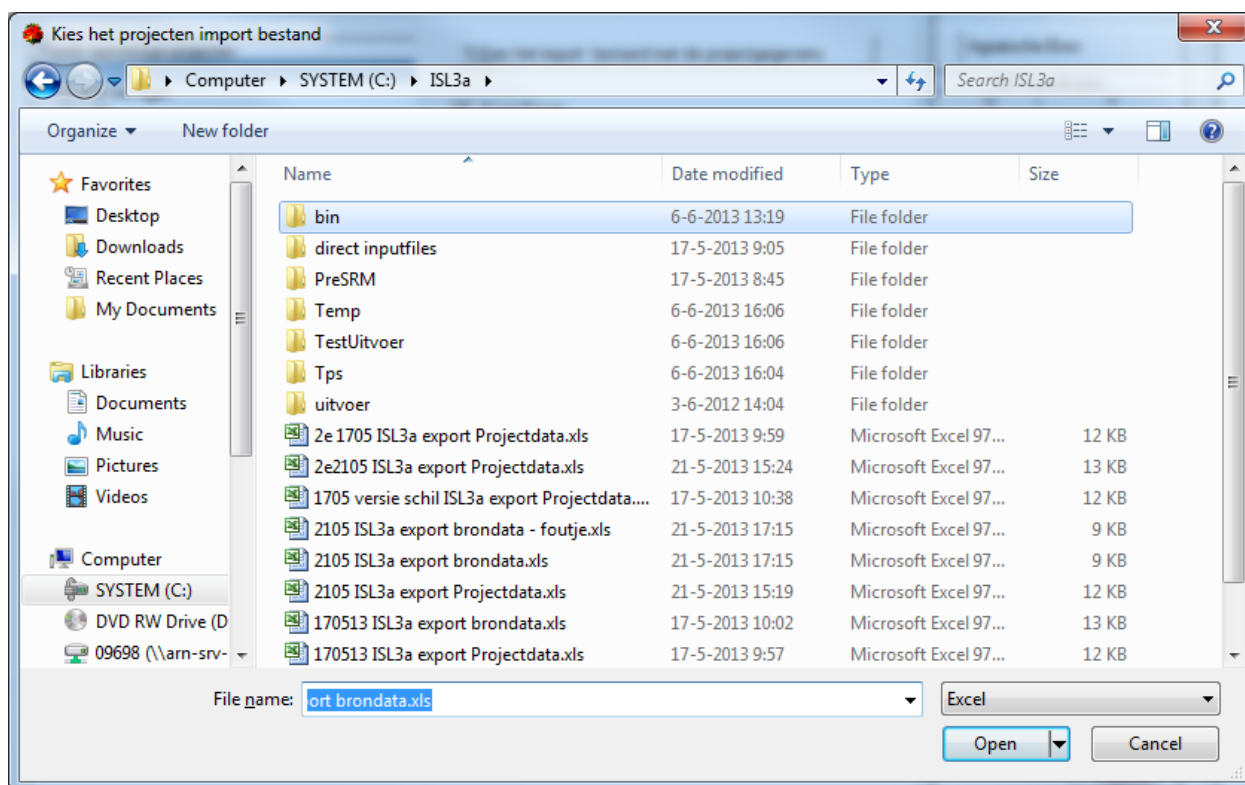 Kies het projecten import bestand
Computer ▸ SYSTEM (C:) ▸ ISL3a ▸
Search ISL3a
Organize ▾ New folder
Favorites
Desktop
Downloads
Recent Places
My Documents
Libraries
Documents
Music
Pictures
Videos
Computer
SYSTEM (C:)
DVD RW Drive (D
09698 (\\arn-srv-
Name Date modified Type Size
bin 6-6-2013 13:19 File folder
direct inputfiles 17-5-2013 9:05 File folder
PreSRM 17-5-2013 8:45 File folder
Temp 6-6-2013 16:06 File folder
TestUitvoer 6-6-2013 16:06 File folder
Tps 6-6-2013 16:04 File folder
uitvoer 3-6-2012 14:04 File folder
2e 1705 ISL3a export Projectdata.xls 17-5-2013 9:59 Microsoft Excel 97... 12 KB
2e2105 ISL3a export Projectdata.xls 21-5-2013 15:24 Microsoft Excel 97... 13 KB
1705 versie schil ISL3a export Projectdata.... 17-5-2013 10:38 Microsoft Excel 97... 12 KB
2105 ISL3a export brondata - foutje.xls 21-5-2013 17:15 Microsoft Excel 97... 9 KB
2105 ISL3a export brondata.xls 21-5-2013 17:15 Microsoft Excel 97... 9 KB
2105 ISL3a export Projectdata.xls 21-5-2013 15:19 Microsoft Excel 97... 12 KB
170513 ISL3a export brondata.xls 17-5-2013 10:02 Microsoft Excel 97... 13 KB
170513 ISL3a export Projectdata.xls 17-5-2013 9:57 Microsoft Excel 97... 12 KB
File name: ort brondata.xls
Excel
Open
Cancel